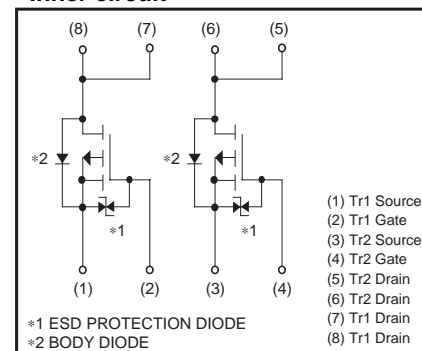 (8) (7) (6) (5)
∗2 ∗2
∗1 ∗1
(1) (2) (3) (4)
∗1 ESD PROTECTION DIODE
∗2 BODY DIODE
(1) Tr1 Source
(2) Tr1 Gate
(3) Tr2 Source
(4) Tr2 Gate
(5) Tr2 Drain
(6) Tr2 Drain
(7) Tr1 Drain
(8) Tr1 Drain